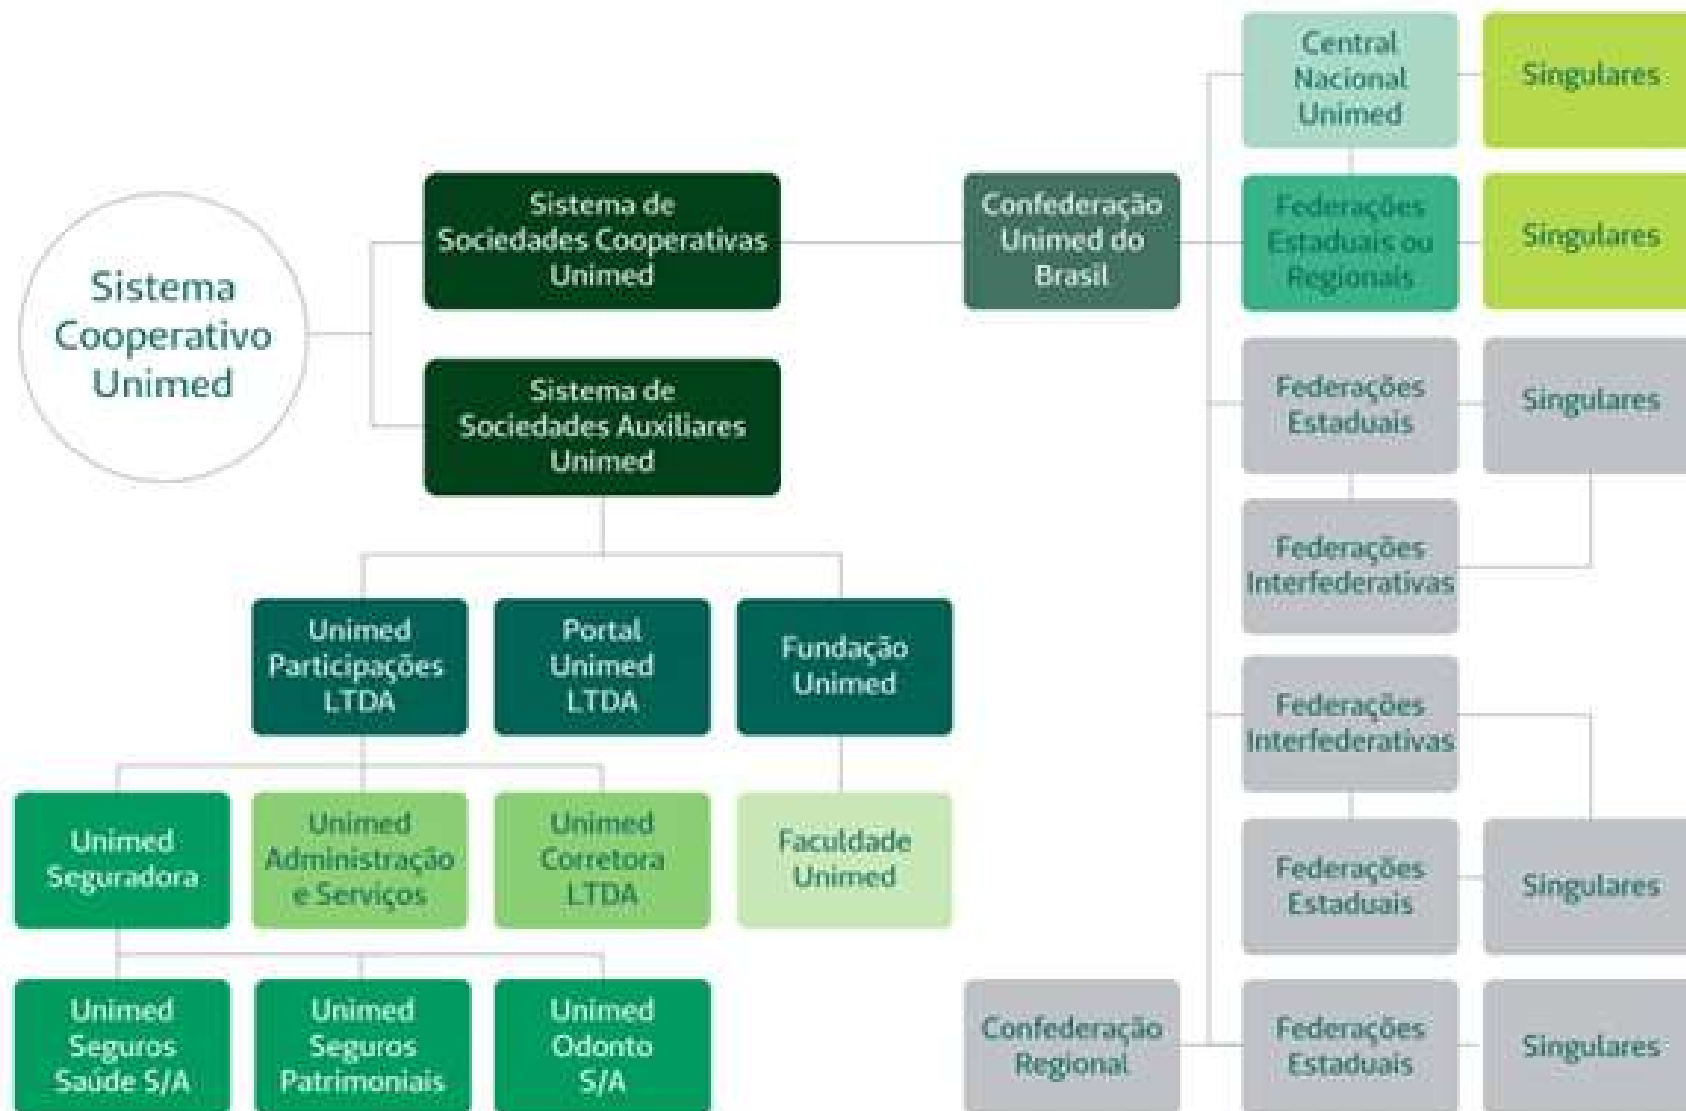 Sistema
Cooperativo
Unimed
Sistema de
Sociedades Cooperativas
Unimed
Sistema de
Sociedades Auxiliares
Unimed
Unimed
Participações
LTDA
Portal
Unimed
LTDA
Fundação
Unimed
Unimed
Seguradora
Unimed
Administração
e Serviços
Unimed
Corretora
LTDA
Faculdade
Unimed
Unimed
Seguros
Saúde S/A
Unimed
Seguros
Patrimoniais
Unimed
Odonto
S/A
Confederação
Unimed do
Brasil
Central
Nacional
Unimed
Singulares
Federações
Estaduais ou
Regionais
Singulares
Federações
Estaduais
Singulares
Federações
Interfederativas
Federações
Interfederativas
Federações
Estaduais
Singulares
Confederação
Regional
Federações
Estaduais
Singulares